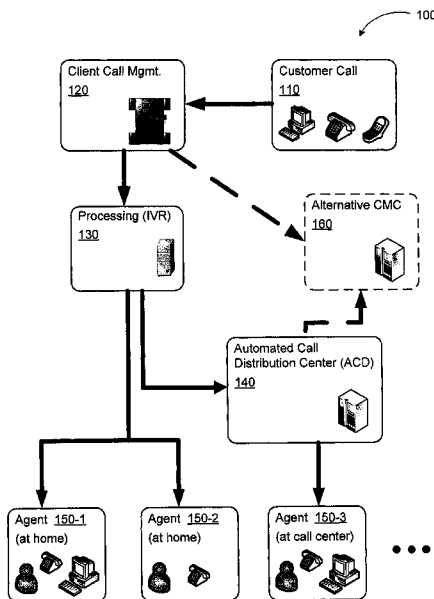 100
Client Call Mgmt.
120
Customer Call
110
Processing (IVR)
130
Alternative CMC
160
Automated Call
Distribution Center (ACD)
140
Agent 150-1
(at home)
Agent 150-2
(at home)
Agent 150-3
(at call center)